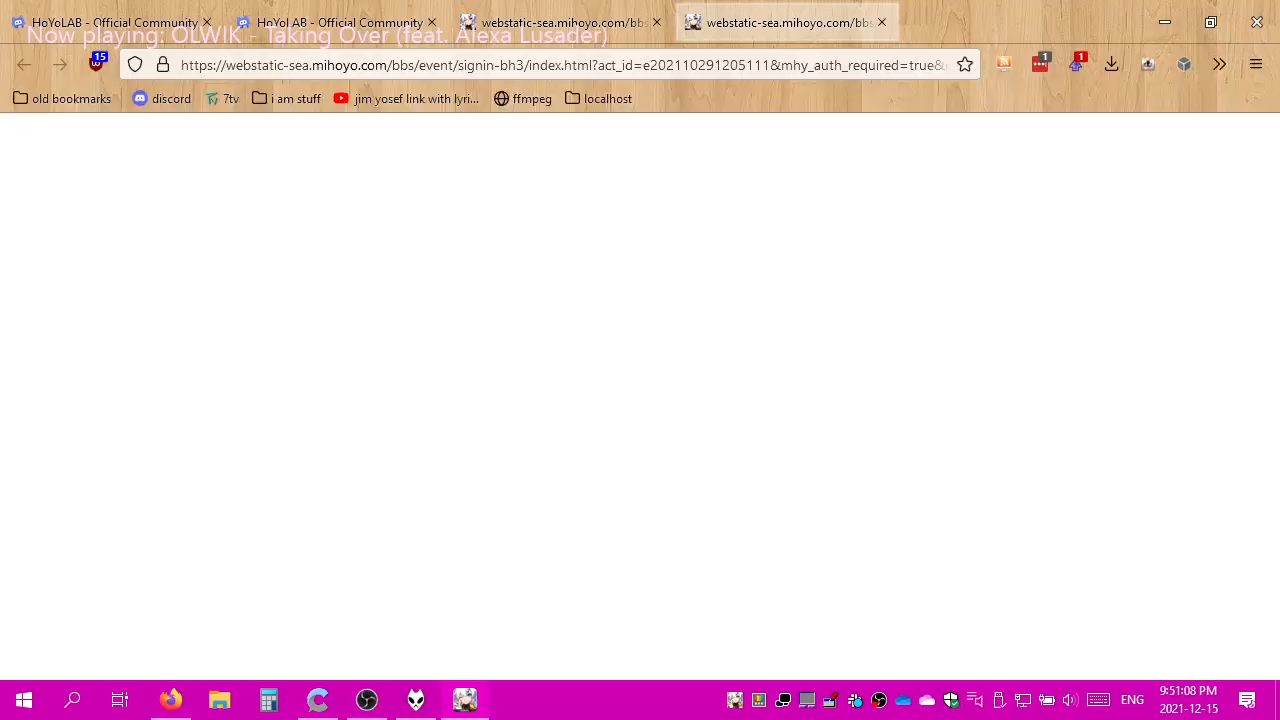 HoYoLAB - Official Community
HoYoLAB - Official Community
webstatic-sea.mihoyo.com/bbs
webstatic-sea.mihoyo.com/bbs
Now playing: OLWIK - Taking Over (feat. Alexa Lusader)
15
https://webstatic-sea.mihoyo.com/bbs/event/signin-bh3/index.html?act_id=e202110291205111&mhy_auth_required=true&
1
1
old bookmarks
discord
7tv
i am stuff
jim yosef link with lyri...
ffmpeg
localhost
ENG
9:51:08 PM
2021-12-15